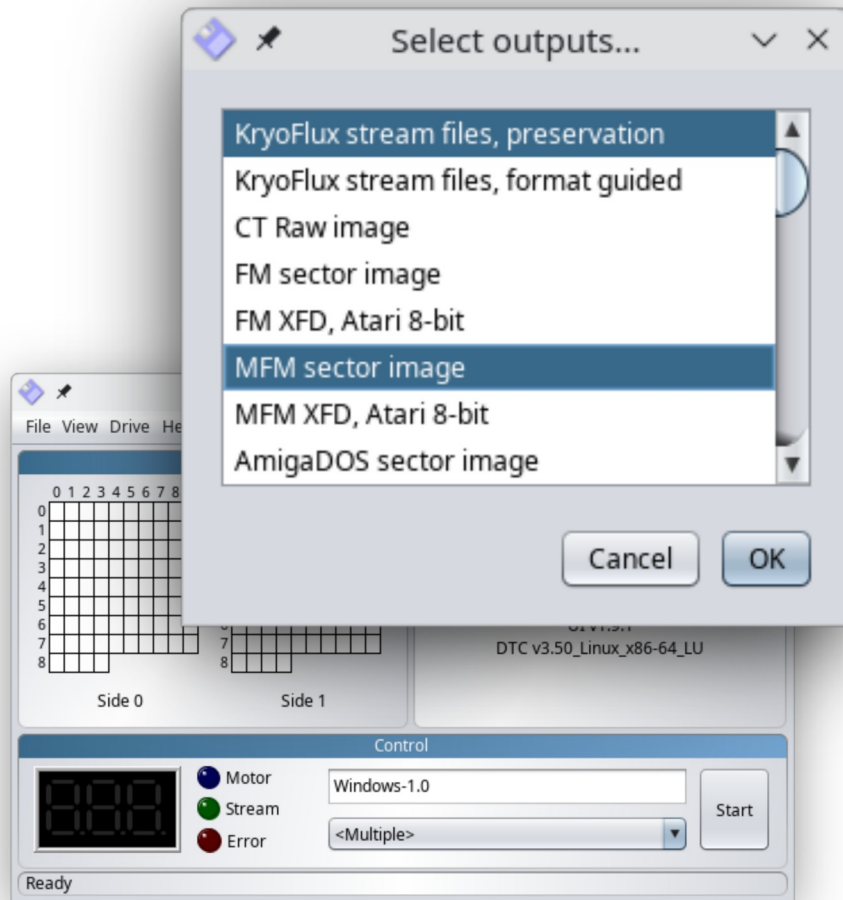 Select outputs...
KryoFlux stream files, preservation
KryoFlux stream files, format guided
CT Raw image
FM sector image
FM XFD, Atari 8-bit
MFM sector image
MFM XFD, Atari 8-bit
AmigaDOS sector image
Cancel
OK
File View Drive He
0 1 2 3 4 5 6 7 8
0
1
2
3
4
5
6
7
8
7
8
Side 0
Side 1
DTC v3.50_Linux_x86-64_LU
Control
Motor
Stream
Error
Windows-1.0
<Multiple>
Start
Ready